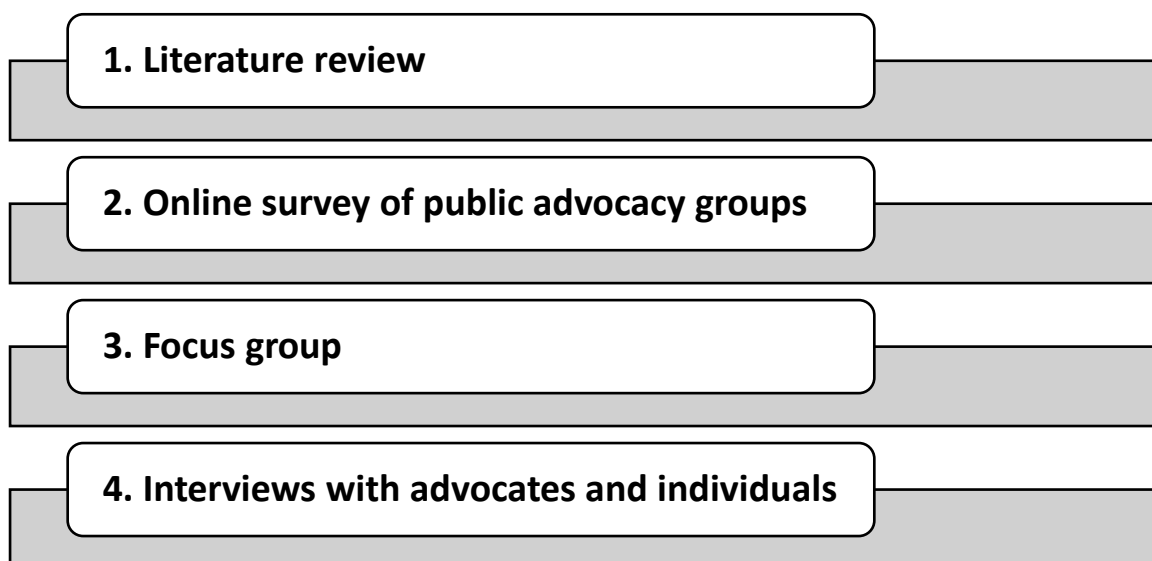 1. Literature review
2. Online survey of public advocacy groups
3. Focus group
4. Interviews with advocates and individuals